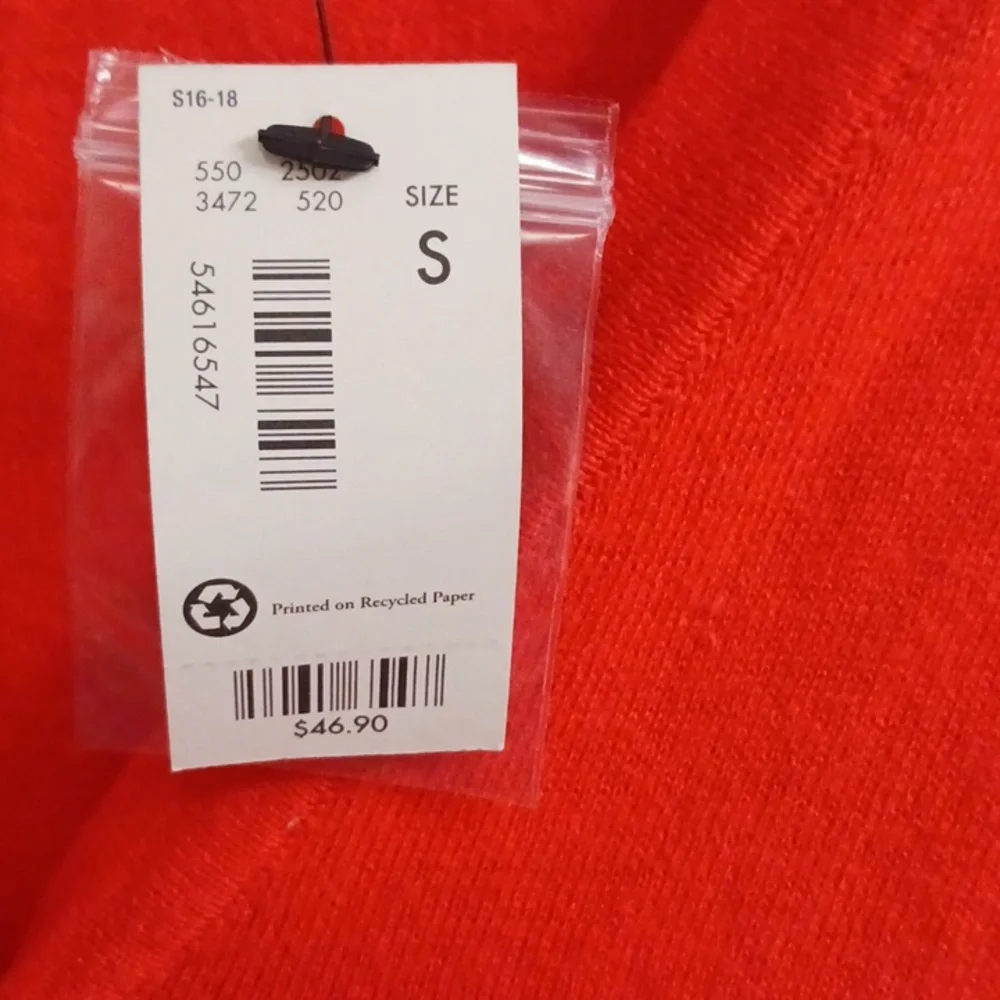 S16-18
550 2502
3472 520
SIZE
S
54616547
Printed on Recycled Paper
$46.90